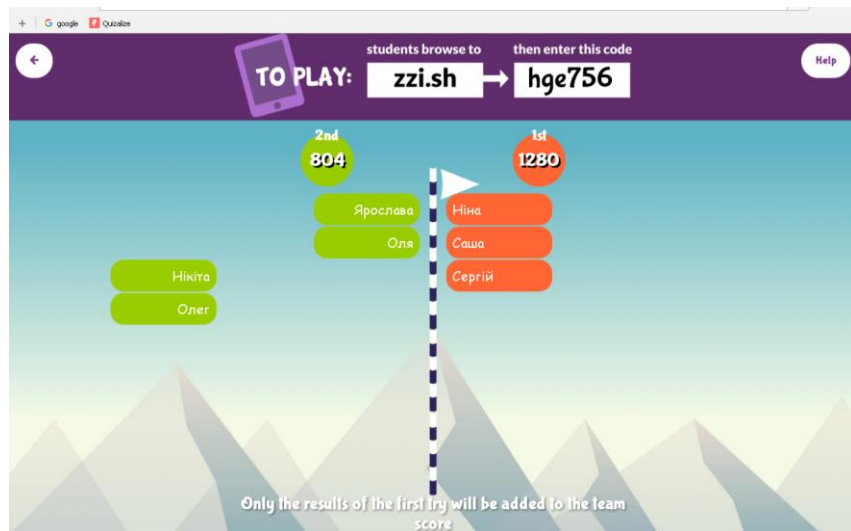 + google Quizalize
students browse to then enter this code
TO PLAY: zzi.sh hge756 Help
2nd 1st
804 1280
Ярослава Ніна
Оля Саша
Нікіта Сергій
Олег
Only the results of the first try will be added to the team
score